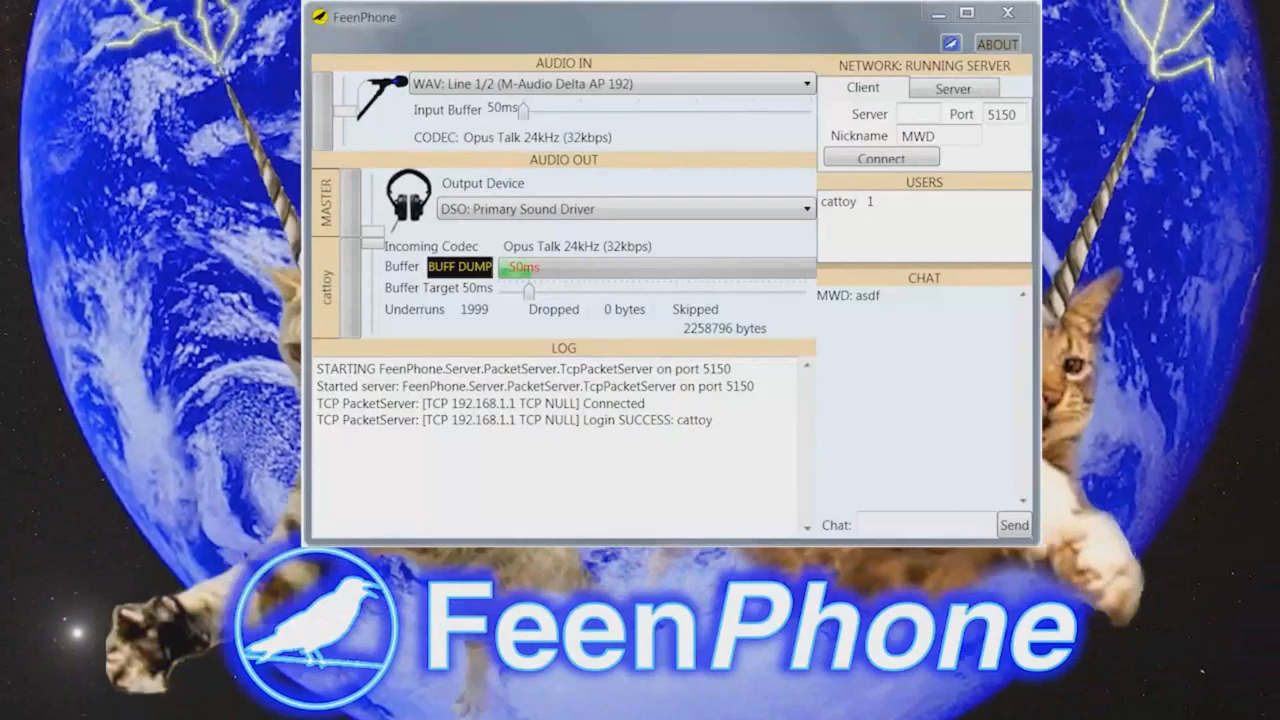 FeenPhone
ABOUT
AUDIO IN
WAV: Line 1/2 (M-Audio Delta AP 192)
Input Buffer 50ms
CODEC: Opus Talk 24kHz (32kbps)
AUDIO OUT
MASTER
Output Device
DSO: Primary Sound Driver
cattoy
Incoming Codec Opus Talk 24kHz (32kbps)
Buffer BUFF DUMP 50ms
Buffer Target 50ms
Underruns 1999 Dropped 0 bytes Skipped
2258796 bytes
LOG
STARTING FeenPhone.Server.PacketServer.TcpPacketServer on port 5150
Started server: FeenPhone.Server.PacketServer.TcpPacketServer on port 5150
TCP PacketServer: [TCP 192.168.1.1 TCP NULL] Connected
TCP PacketServer: [TCP 192.168.1.1 TCP NULL] Login SUCCESS: cattoy
NETWORK: RUNNING SERVER
Client Server
Server Port 5150
Nickname MWD
Connect
USERS
cattoy 1
CHAT
MWD: asdf
Chat: Send
FeenPhone